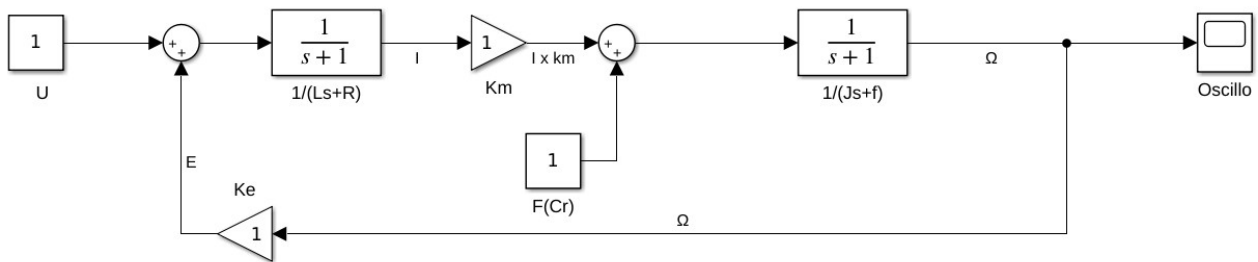 1
U
+
+
1
s + 1
1/(Ls+R)
I
1
Km
I x km
+
+
1
s + 1
1/(Js+f)
Ω
Oscillo
1
F(Cr)
E
Ke
1
Ω